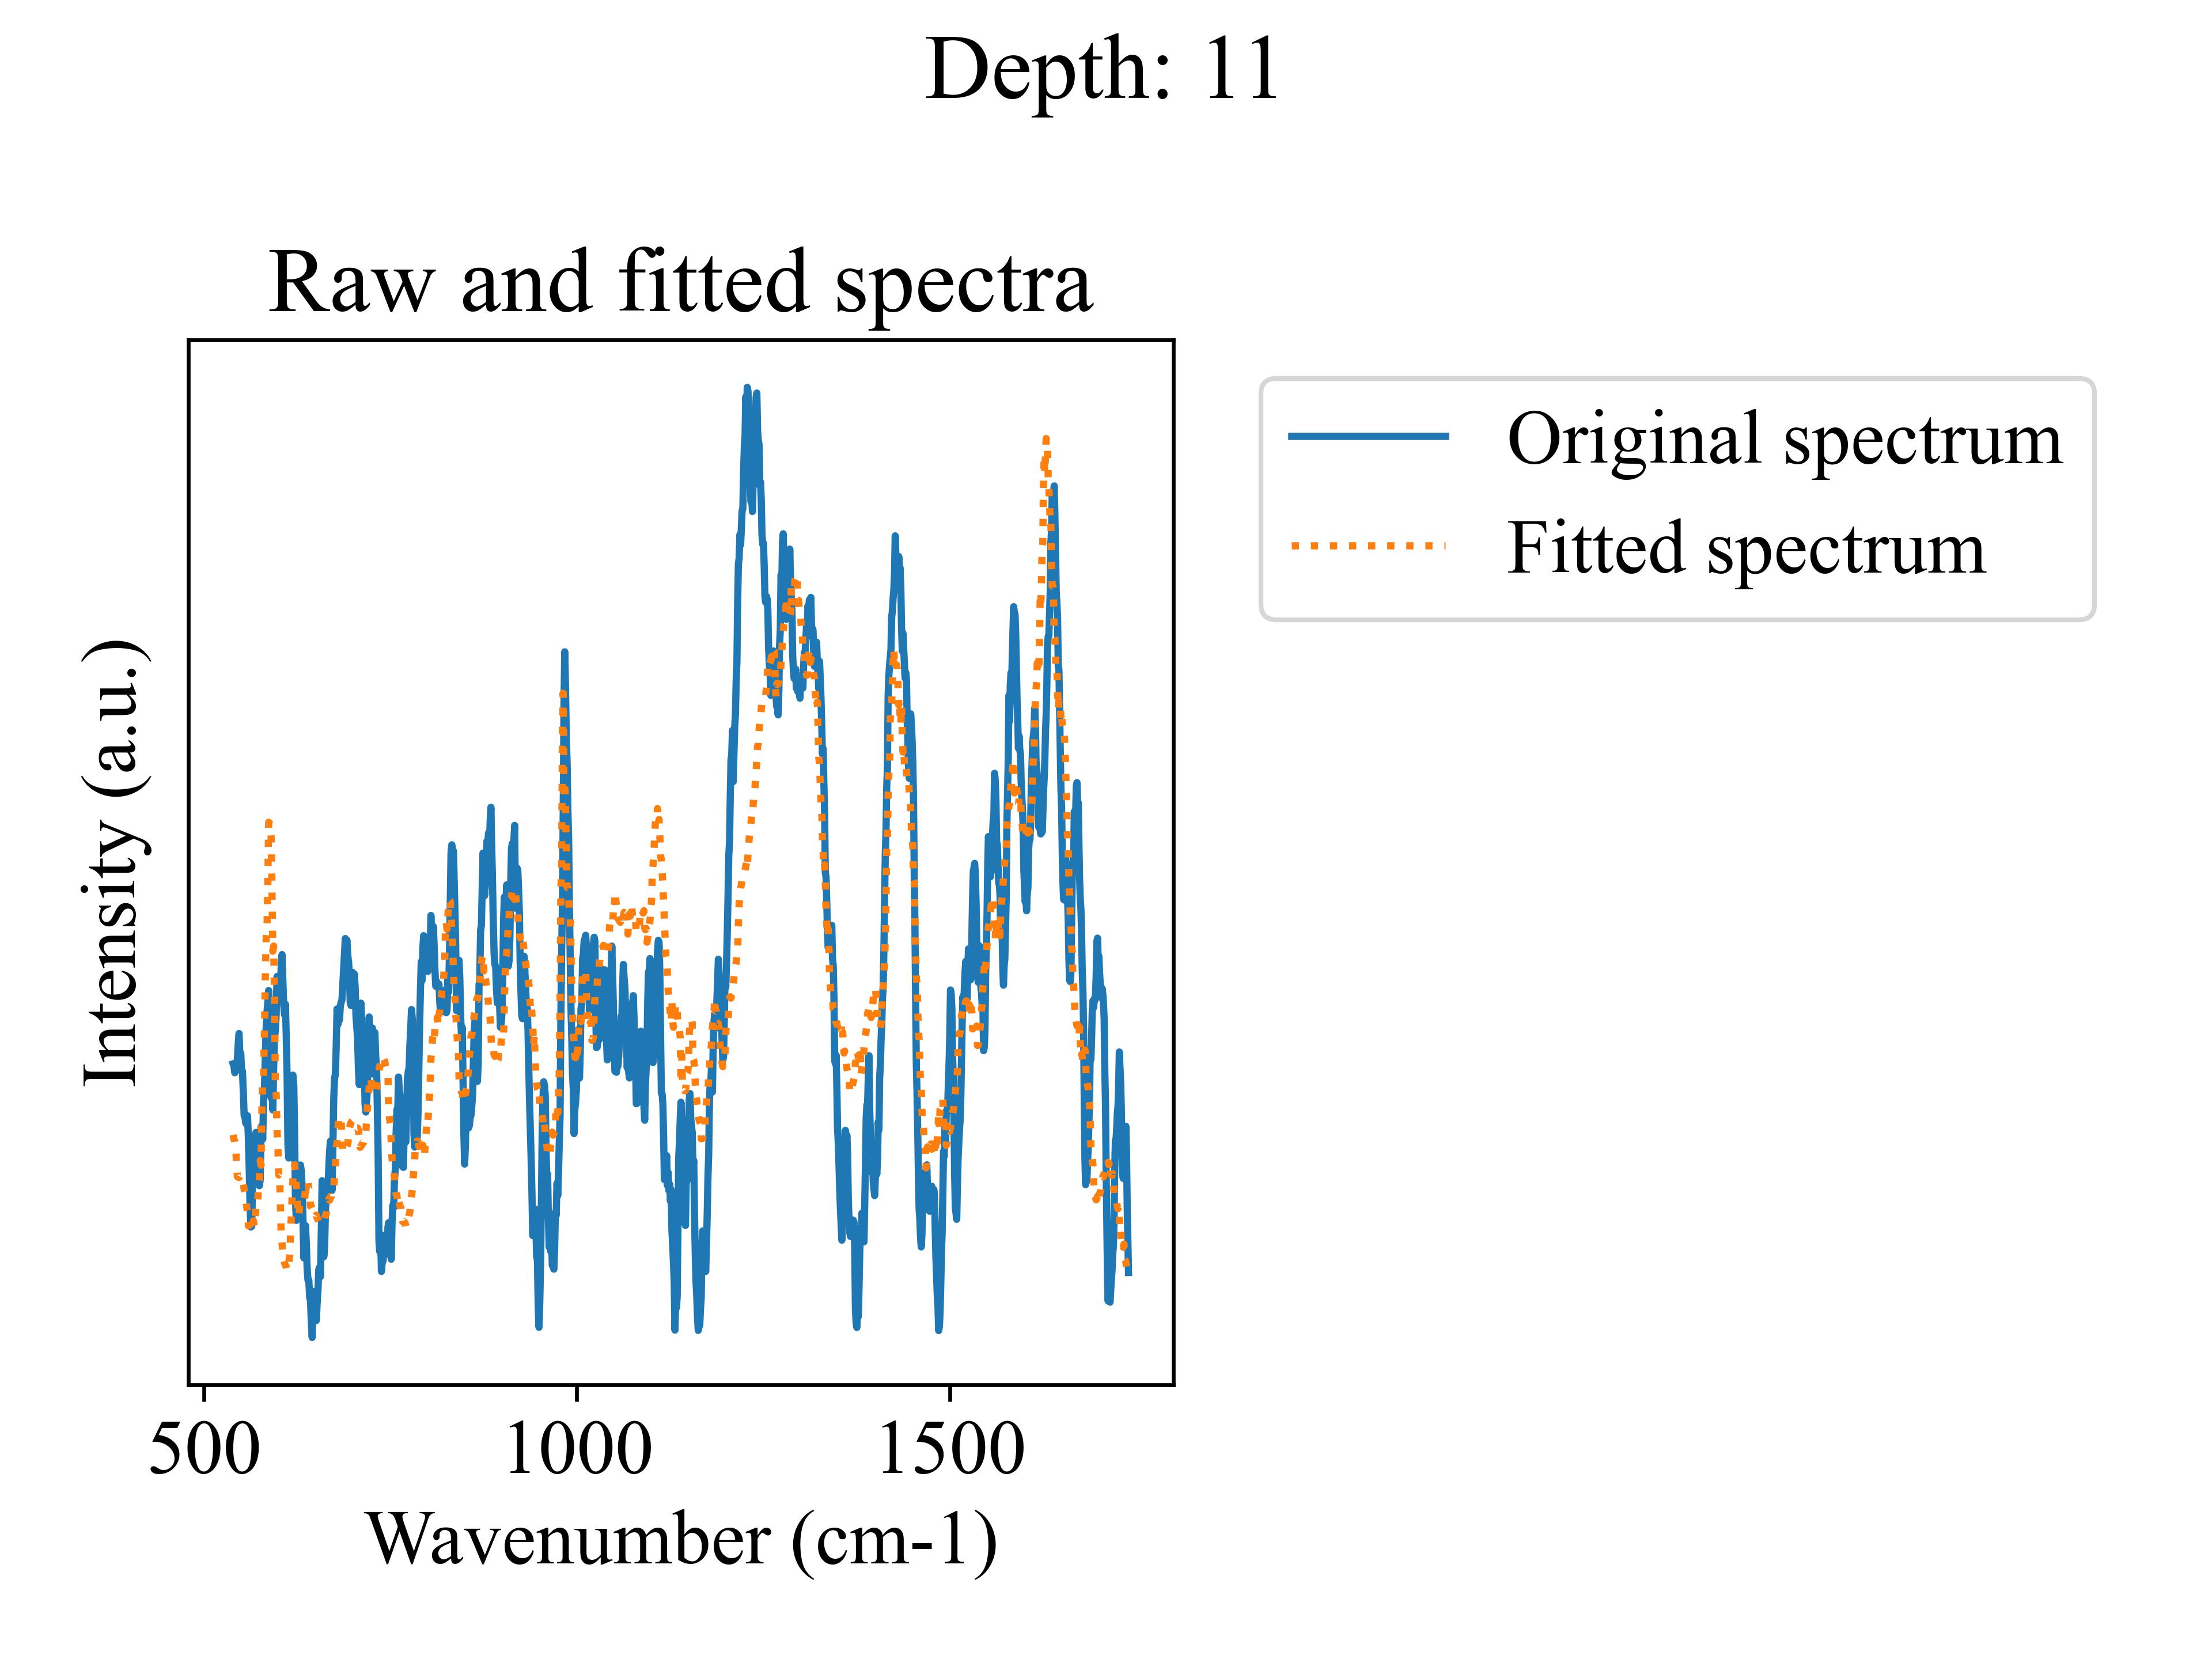 Depth: 11
Raw and fitted spectra
Original spectrum
Fitted spectrum
Intensity (a.u.)
500 1000 1500
Wavenumber (cm-1)